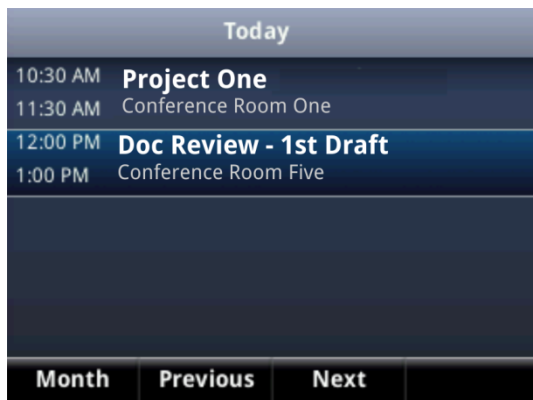 Today
10:30 AM Project One
11:30 AM Conference Room One
12:00 PM Doc Review - 1st Draft
1:00 PM Conference Room Five
Month Previous Next